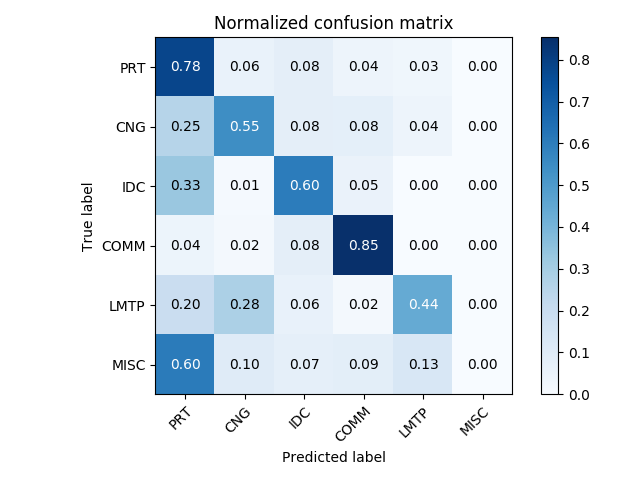 Normalized confusion matrix
True label
PRT 0.78 0.06 0.08 0.04 0.03 0.00
CNG 0.25 0.55 0.08 0.08 0.04 0.00
IDC 0.33 0.01 0.60 0.05 0.00 0.00
COMM 0.04 0.02 0.08 0.85 0.00 0.00
LMTP 0.20 0.28 0.06 0.02 0.44 0.00
MISC 0.60 0.10 0.07 0.09 0.13 0.00
PRT CNG IDC COMM LMTP MISC
Predicted label
0.8
0.7
0.6
0.5
0.4
0.3
0.2
0.1
0.0